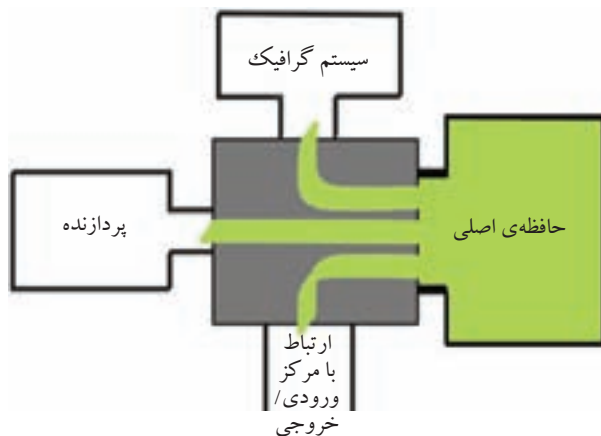 سیستم گرافیک
پردازنده
حافظه‌ی اصلی
ارتباط
با مرکز
ورودی/
خروجی